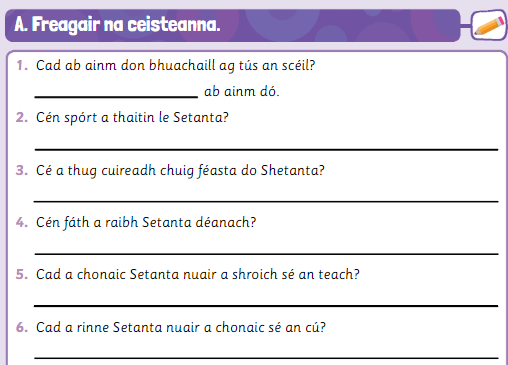 A. Freagair na ceisteanna.
1. Cad ab ainm don bhuachaill ag tús an scéil?
ab ainm dó.
2. Cén spórt a thaitin le Setanta?
3. Cé a thug cuireadh chuig féasta do Shetanta?
4. Cén fáth a raibh Setanta déanach?
5. Cad a chonaic Setanta nuair a shroich sé an teach?
6. Cad a rinne Setanta nuair a chonaic sé an cú?